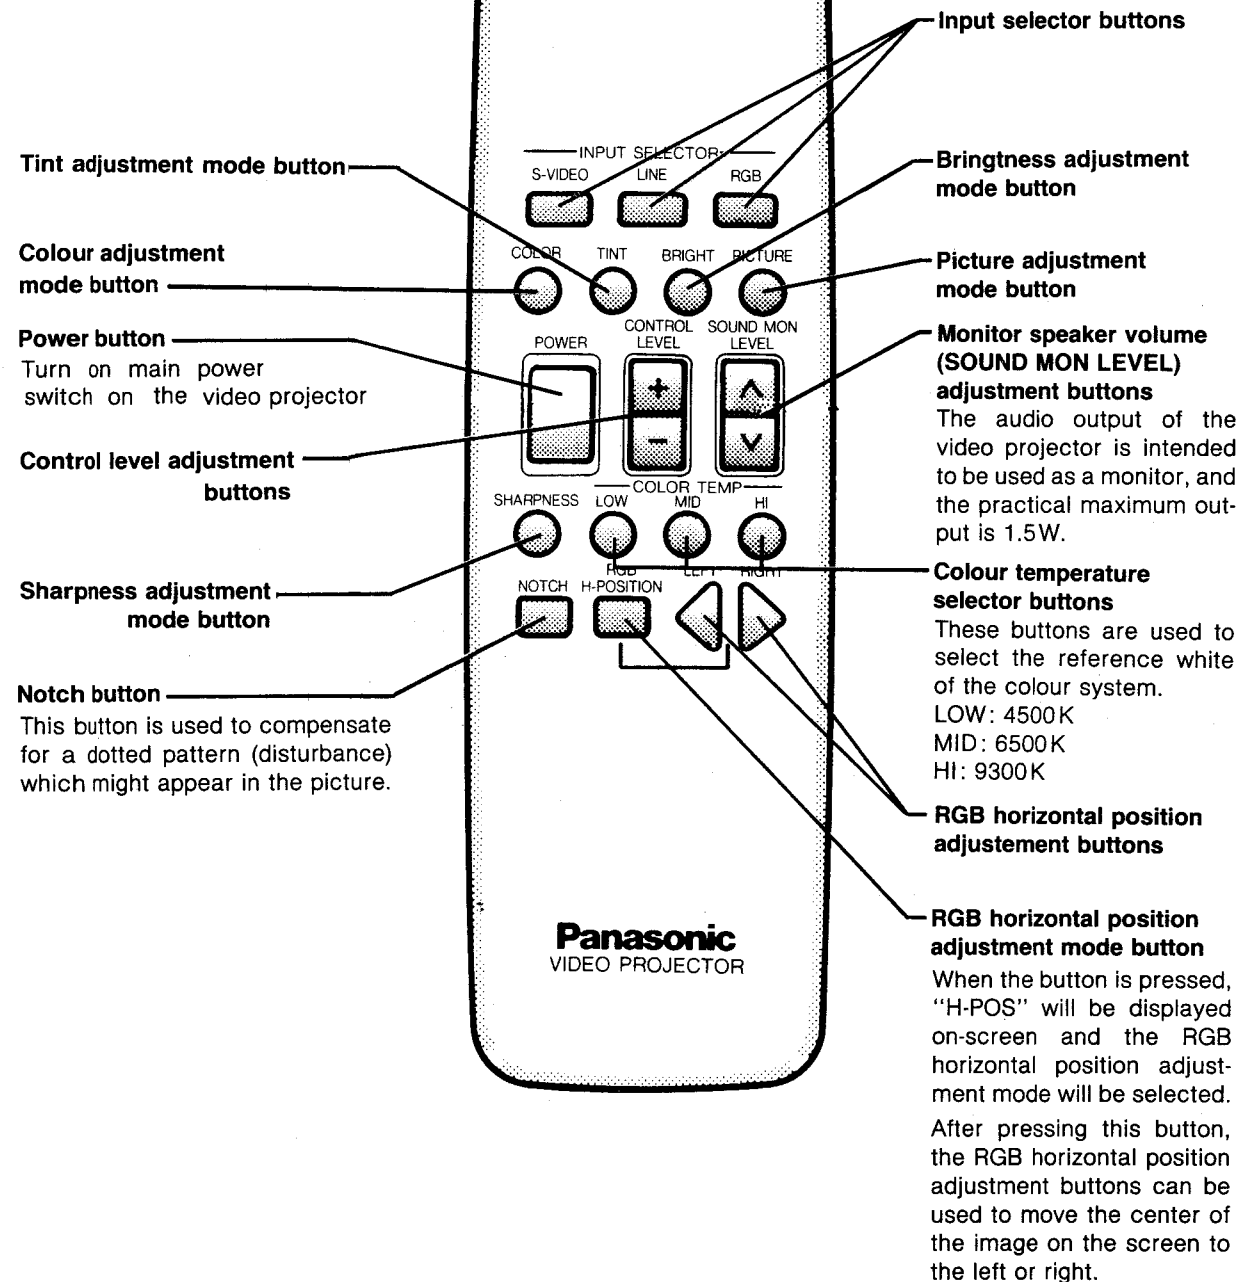 Input selector buttons
Tint adjustment mode button
Colour adjustment
mode button
Power button
Turn on main power
switch on the video projector
Control level adjustment
buttons
Sharpness adjustment
mode button
Notch button
This button is used to compensate
for a dotted pattern (disturbance)
which might appear in the picture.
INPUT SELECTOR
S-VIDEO LINE RGB
COLOR TINT BRIGHT PICTURE
POWER
CONTROL
LEVEL
SOUND MON
LEVEL
+
-
COLOR TEMP
SHARPNESS LOW MID HI
NOTCH
RGB
H-POSITION
LEFT RIGHT
Panasonic
VIDEO PROJECTOR
Bringtness adjustment
mode button
Picture adjustment
mode button
Monitor speaker volume
(SOUND MON LEVEL)
adjustment buttons
The audio output of the
video projector is intended
to be used as a monitor, and
the practical maximum out-
put is 1.5W.
Colour temperature
selector buttons
These buttons are used to
select the reference white
of the colour system.
LOW: 4500K
MID: 6500K
HI: 9300K
RGB horizontal position
adjustement buttons
RGB horizontal position
adjustment mode button
When the button is pressed,
"H-POS" will be displayed
on-screen and the RGB
horizontal position adjust-
ment mode will be selected.
After pressing this button,
the RGB horizontal position
adjustment buttons can be
used to move the center of
the image on the screen to
the left or right.